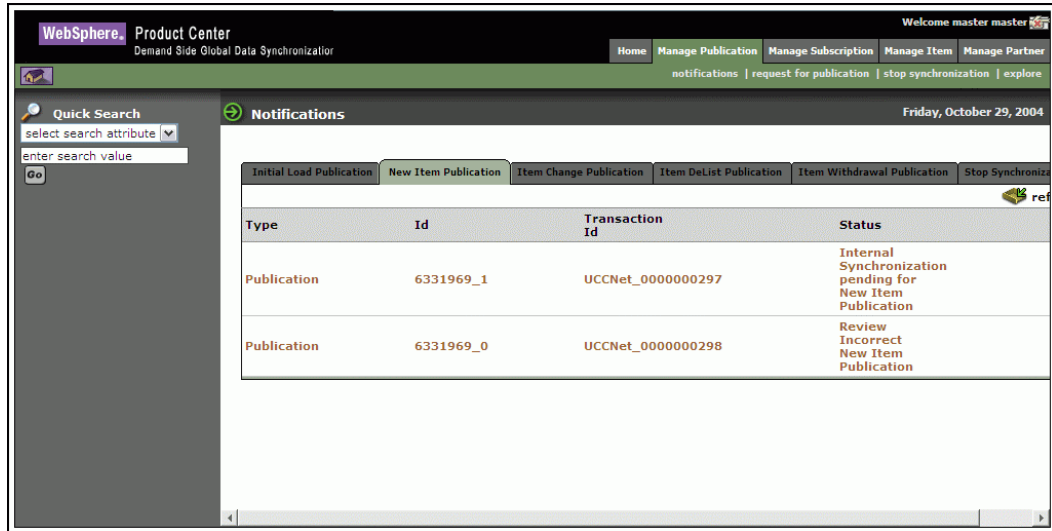 Welcome master master
WebSphere. Product Center
Demand Side Global Data Synchronization
Home Manage Publication Manage Subscription Manage Item Manage Partner
notifications | request for publication | stop synchronization | explore
Quick Search
select search attribute
enter search value
Go
Notifications
Friday, October 29, 2004
Initial Load Publication New Item Publication Item Change Publication Item DeList Publication Item Withdrawal Publication Stop Synchroniza
ref
Type Id Transaction Id Status
Publication 6331969_1 UCCNet_0000000297 Internal Synchronization pending for New Item Publication
Publication 6331969_0 UCCNet_0000000298 Review Incorrect New Item Publication